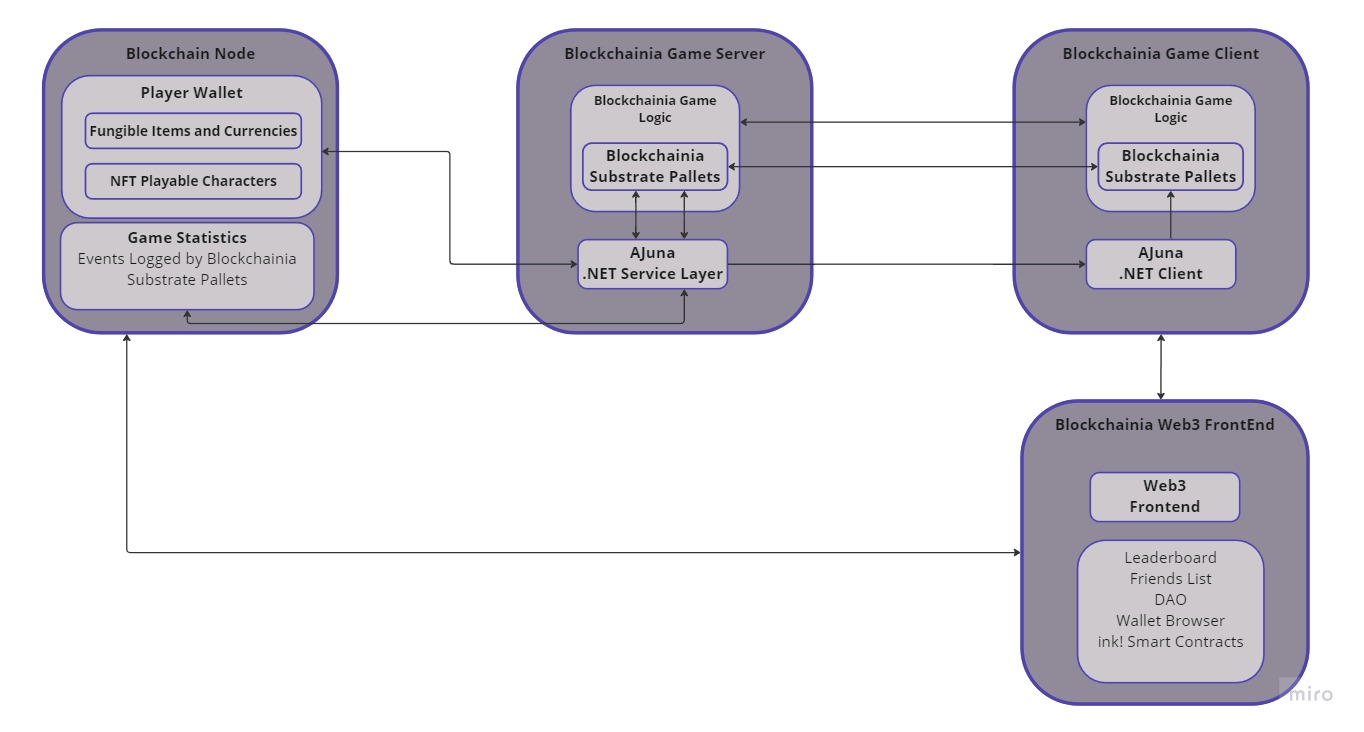 Blockchain Node
Player Wallet
Fungible Items and Currencies
NFT Playable Characters
Game Statistics
Events Logged by Blockchainia
Substrate Pallets
Blockchainia Game Server
Blockchainia Game
Logic
Blockchainia
Substrate Pallets
AJuna
.NET Service Layer
Blockchainia Game Client
Blockchainia Game
Logic
Blockchainia
Substrate Pallets
AJuna
.NET Client
Blockchainia Web3 FrontEnd
Web3
Frontend
Leaderboard
Friends List
DAO
Wallet Browser
ink! Smart Contracts
miro